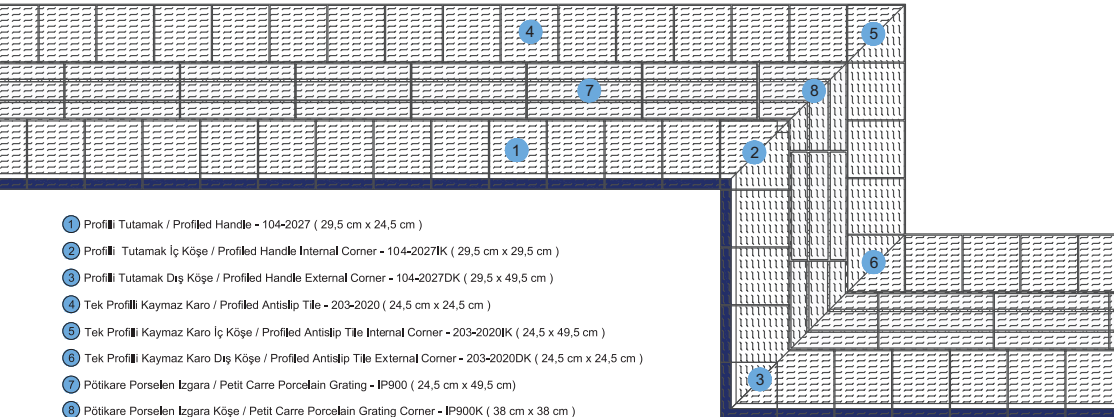 4
5
7
8
1
2
6
3
1 Profilli Tutamak / Profiled Handle - 104-2027 ( 29,5 cm x 24,5 cm )
2 Profilli Tutamak İç Köşe / Profiled Handle Internal Corner - 104-2027IK ( 29,5 cm x 29,5 cm )
3 Profilli Tutamak Dış Köşe / Profiled Handle External Corner - 104-2027DK ( 29,5 x 49,5 cm )
4 Tek Profilli Kaymaz Karo / Profiled Antislip Tile - 203-2020 ( 24,5 cm x 24,5 cm )
5 Tek Profilli Kaymaz Karo İç Köşe / Profiled Antislip Tile Internal Corner - 203-2020IK ( 24,5 x 49,5 cm )
6 Tek Profilli Kaymaz Karo Dış Köşe / Profiled Antislip Tile External Corner - 203-2020DK ( 24,5 cm x 24,5 cm )
7 Pötikare Porselen Izgara / Petit Carre Porcelain Grating - IP900 ( 24,5 cm x 49,5 cm)
8 Pötikare Porselen Izgara Köşe / Petit Carre Porcelain Grating Corner - IP900K ( 38 cm x 38 cm )